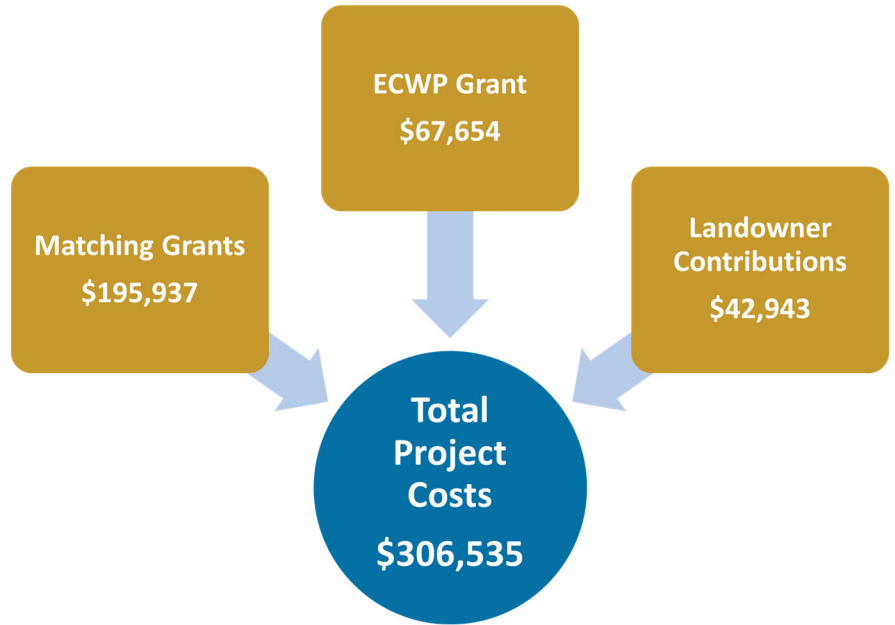 ECWP Grant
$67,654
Matching Grants
$195,937
Landowner
Contributions
$42,943
Total
Project
Costs
$306,535